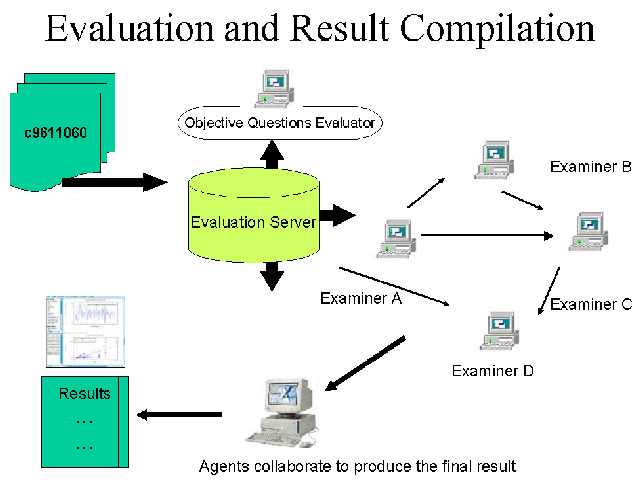 Evaluation and Result Compilation
c9611060
Objective Questions Evaluator
Examiner B
Evaluation Server
Examiner A
Examiner C
Examiner D
Results
...
...
Agents collaborate to produce the final result